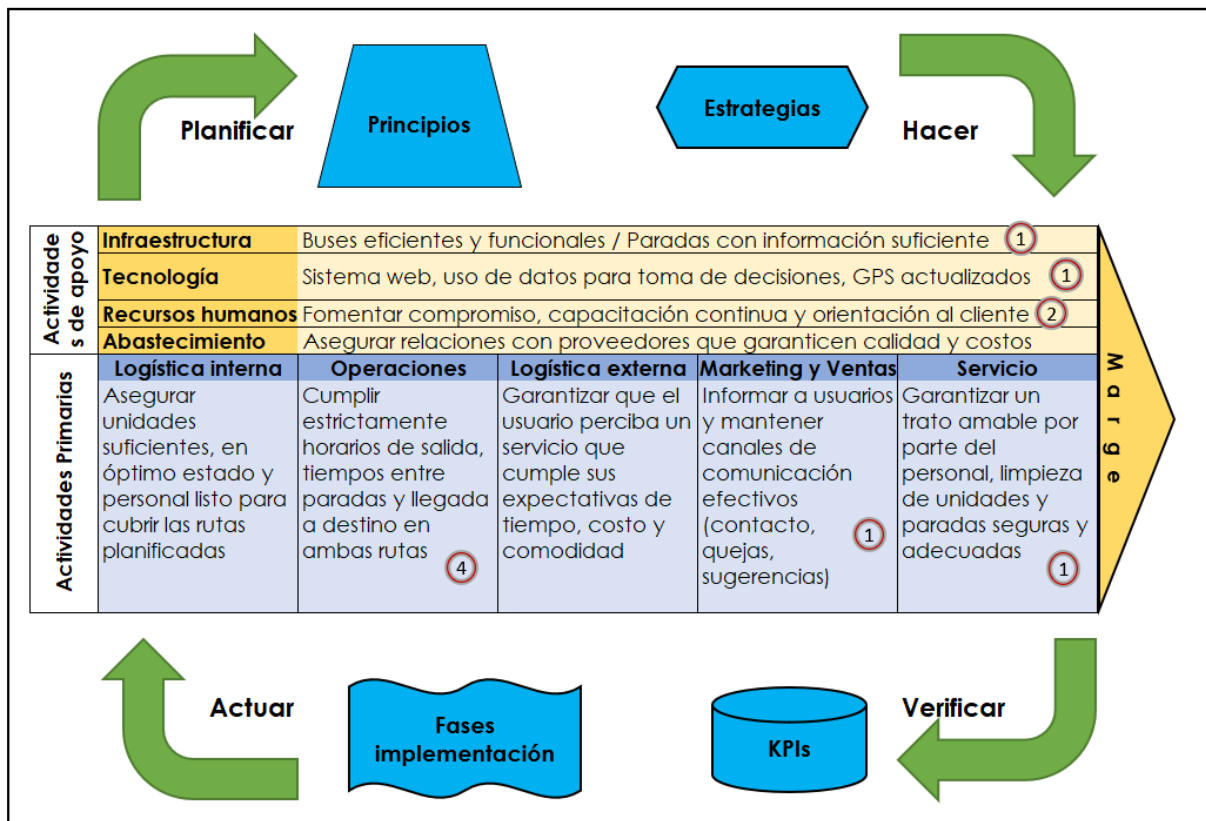 Planificar
Principios
Estrategias
Hacer
Actividade
s de apoyo
Infraestructura
Buses eficientes y funcionales / Paradas con información suficiente
1
Tecnología
Sistema web, uso de datos para toma de decisiones, GPS actualizados
1
Recursos humanos
Fomentar compromiso, capacitación continua y orientación al cliente
2
Abastecimiento
Asegurar relaciones con proveedores que garanticen calidad y costos
Actividades Primarias
Logística interna
Asegurar
unidades
suficientes, en
óptimo estado y
personal listo para
cubrir las rutas
planificadas
Operaciones
Cumplir
estrictamente
horarios de salida,
tiempos entre
paradas y llegada
a destino en
ambas rutas
4
Logística externa
Garantizar que el
usuario perciba un
servicio que
cumple sus
expectativas de
tiempo, costo y
comodidad
Marketing y Ventas
Informar a usuarios
y mantener
canales de
comunicación
efectivos
(contacto,
quejas,
sugerencias)
1
Servicio
Garantizar un
trato amable por
parte del
personal, limpieza
de unidades y
paradas seguras y
adecuadas
1
Marge
Actuar
Fases
implementación
KPIs
Verificar